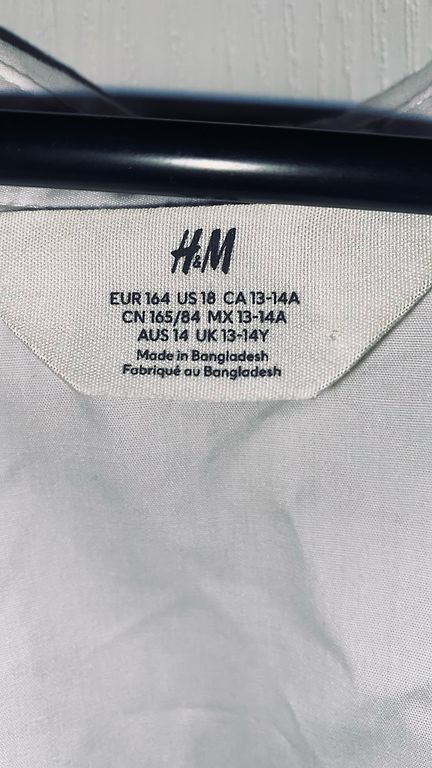 H&M
EUR 164 US 18 CA 13-14A
CN 165/84 MX 13-14A
AUS 14 UK 13-14Y
Made in Bangladesh
Fabriqué au Bangladesh